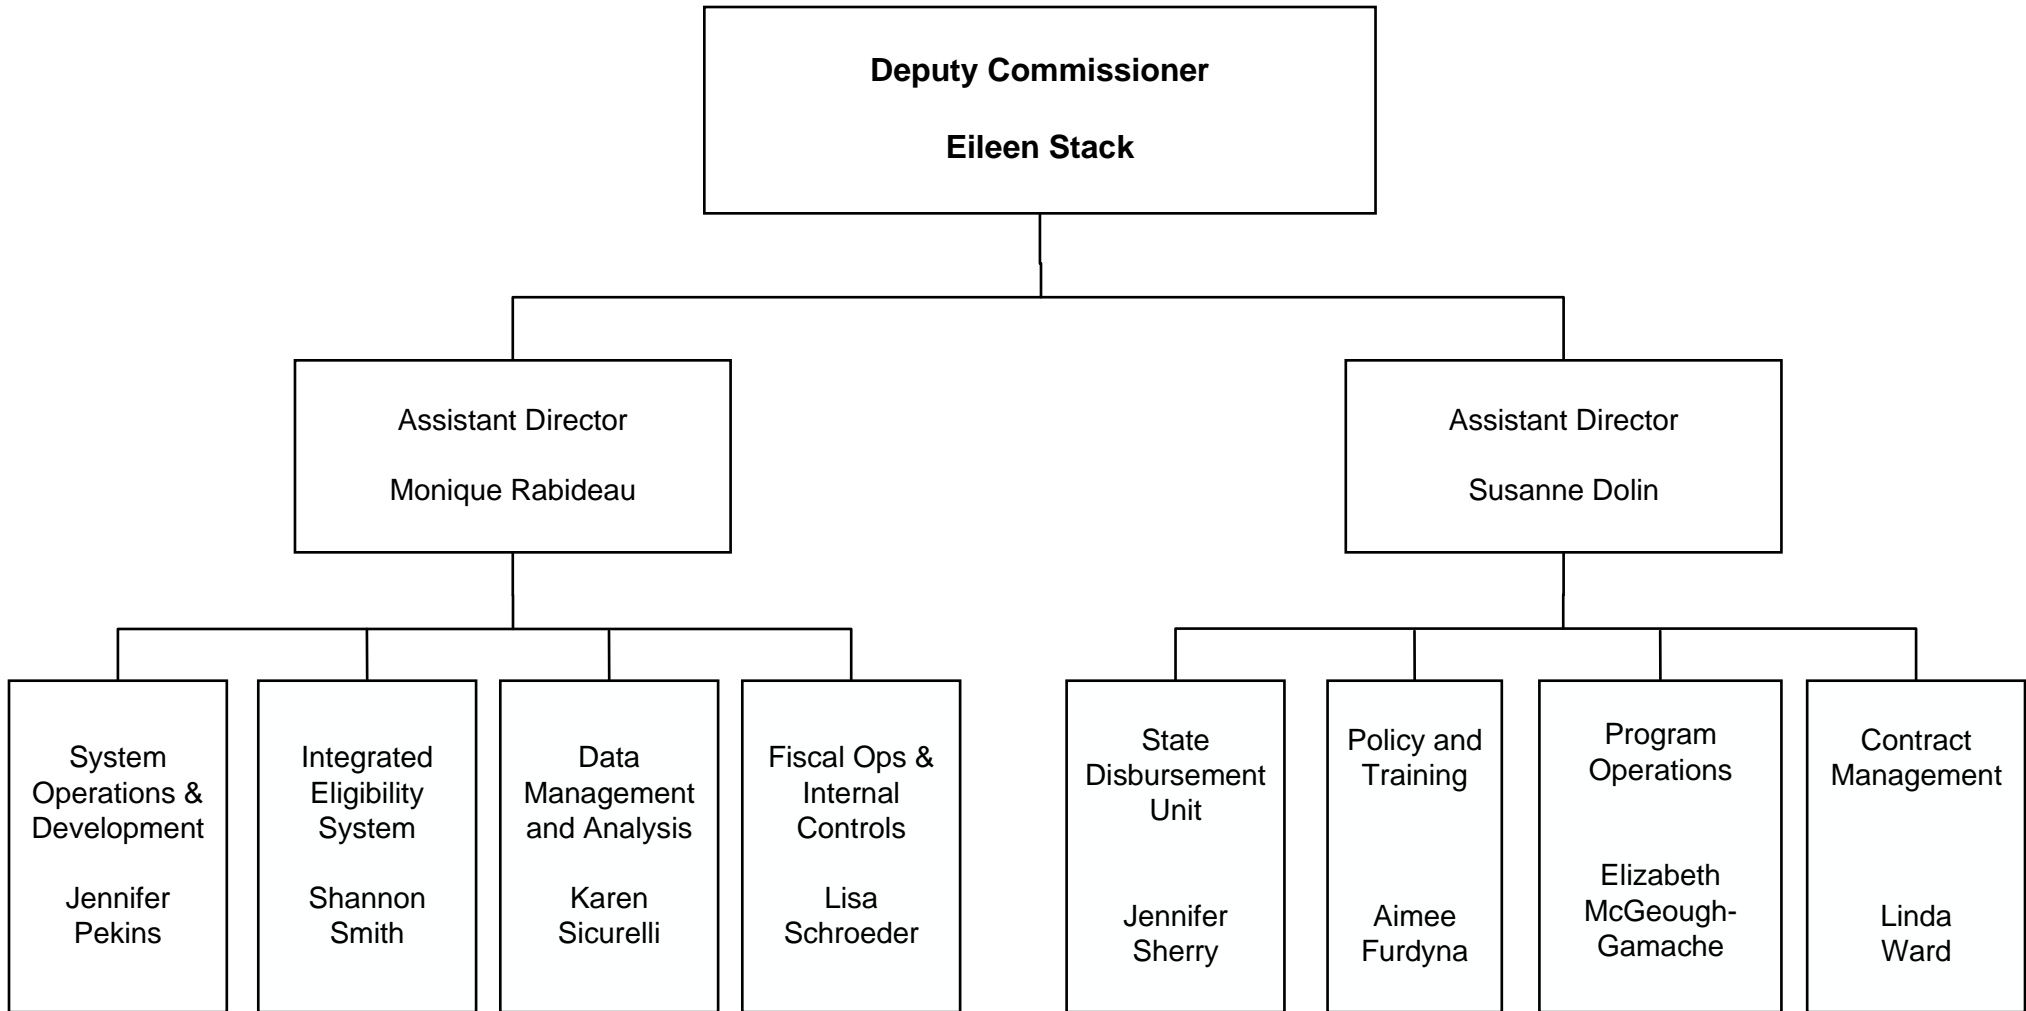 Deputy Commissioner
Eileen Stack
Assistant Director
Monique Rabideau
Assistant Director
Susanne Dolin
System
Operations &
Development
Jennifer
Pekins
Integrated
Eligibility
System
Shannon
Smith
Data
Management
and Analysis
Karen
Sicurelli
Fiscal Ops &
Internal
Controls
Lisa
Schroeder
State
Disbursement
Unit
Jennifer
Sherry
Policy and
Training
Aimee
Furdyna
Program
Operations
Elizabeth
McGeough-
Gamache
Contract
Management
Linda
Ward